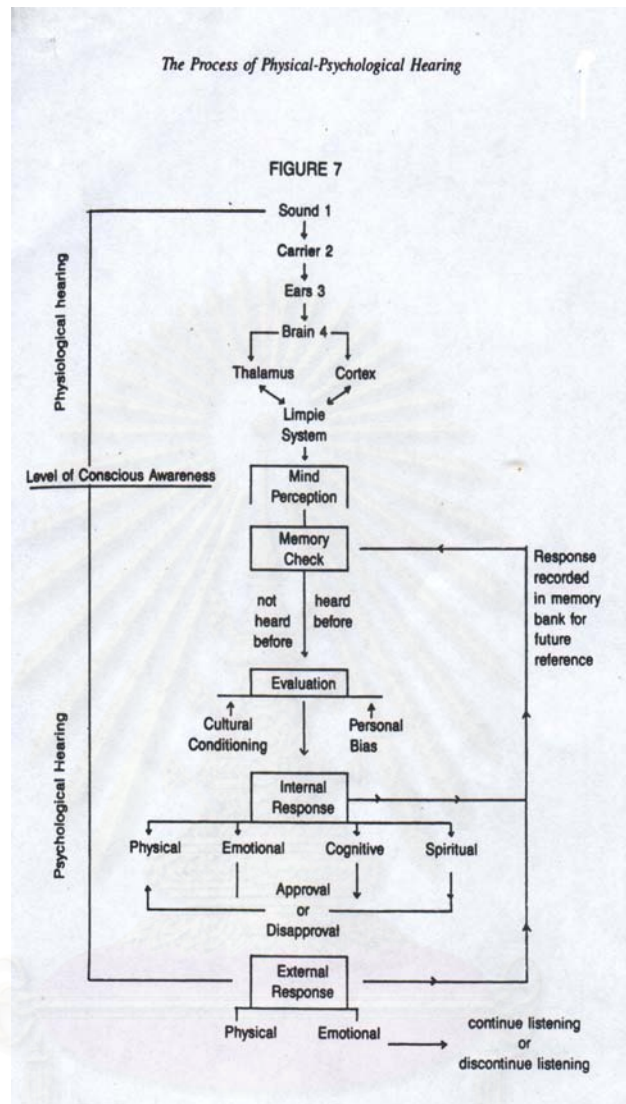 The Process of Physical-Psychological Hearing
FIGURE 7
Sound 1
Carrier 2
Ears 3
Brain 4
Thalamus
Cortex
Limpie
System
Physiological hearing
Level of Conscious Awareness
Mind
Perception
Memory
Check
Response
recorded
in memory
bank for
future
reference
not
heard
before
heard
before
Evaluation
Cultural
Conditioning
Personal
Bias
Psychological Hearing
Internal
Response
Physical
Emotional
Cognitive
Spiritual
Approval
or
Disapproval
External
Response
Physical
Emotional
continue listening
or
discontinue listening